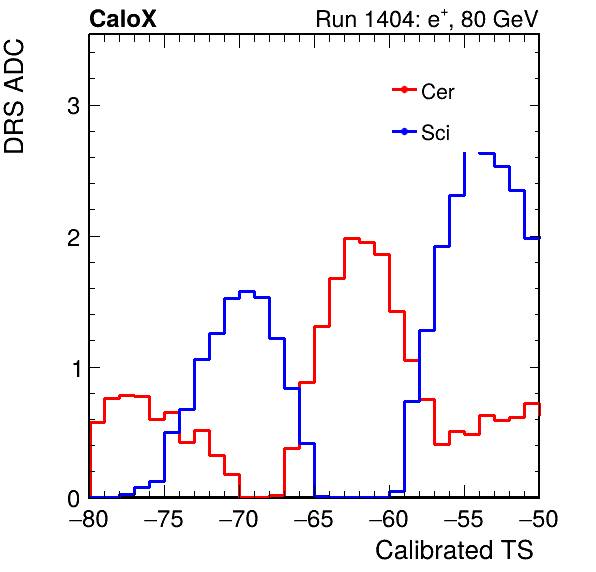 CaloX Run 1404: e⁺, 80 GeV
DRS ADC
Cer
Sci
3
2
1
0
−80 −75 −70 −65 −60 −55 −50
Calibrated TS